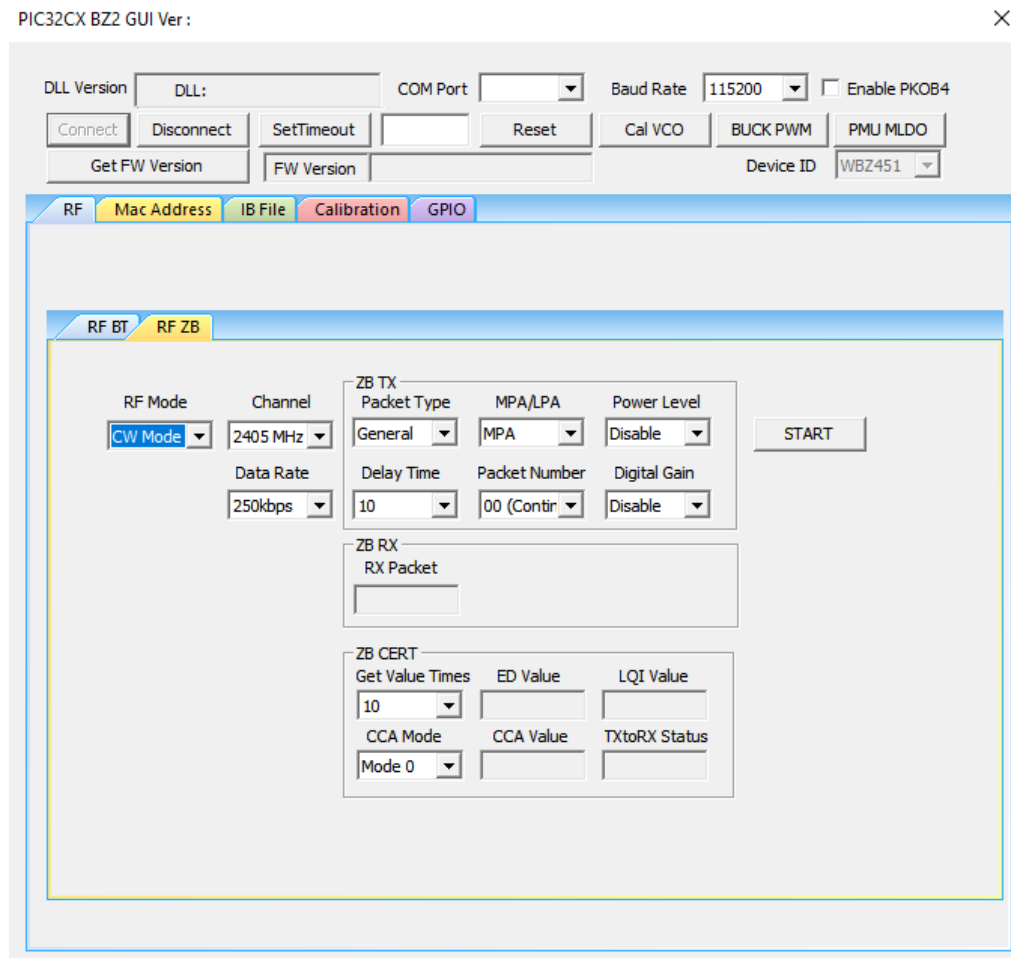 PIC32CX BZ2 GUI Ver :
DLL Version DLL: COM Port Baud Rate 115200 Enable PKOB4
Connect Disconnect SetTimeout Reset Cal VCO BUCK PWM PMU MLDO
Get FW Version FW Version Device ID WBZ451
RF Mac Address IB File Calibration GPIO
RF BT RF ZB
ZB TX
RF Mode Channel Packet Type MPA/LPA Power Level
CW Mode 2405 MHz General MPA Disable START
Data Rate Delay Time Packet Number Digital Gain
250kbps 10 00 (Contir Disable
ZB RX
RX Packet
ZB CERT
Get Value Times ED Value LQI Value
10
CCA Mode CCA Value TXtoRX Status
Mode 0